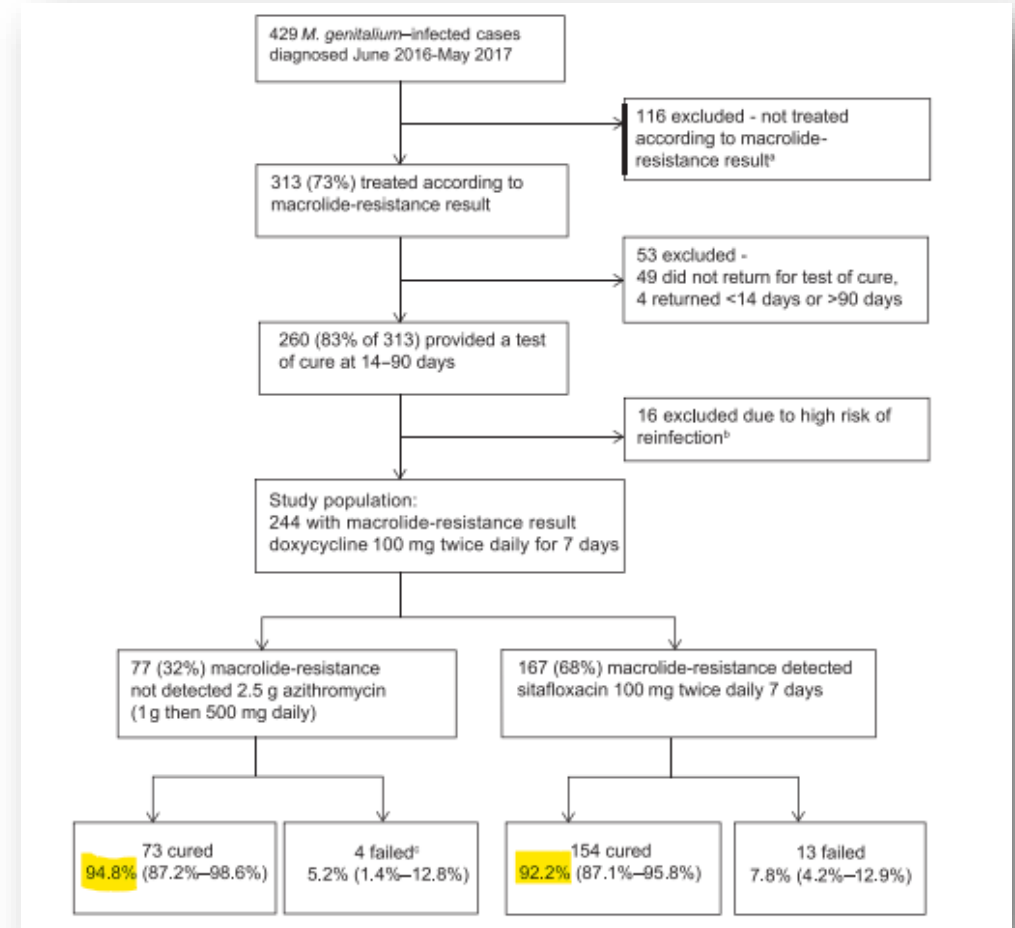 429 M. genitalium–infected cases
diagnosed June 2016-May 2017
116 excluded - not treated
according to macrolide-
resistance resultᵃ
313 (73%) treated according to
macrolide-resistance result
53 excluded -
49 did not return for test of cure,
4 returned <14 days or >90 days
260 (83% of 313) provided a test
of cure at 14–90 days
16 excluded due to high risk of
reinfectionᵇ
Study population:
244 with macrolide-resistance result
doxycycline 100 mg twice daily for 7 days
77 (32%) macrolide-resistance
not detected 2.5 g azithromycin
(1 g then 500 mg daily)
167 (68%) macrolide-resistance detected
sitafloxacin 100 mg twice daily 7 days
73 cured
94.8% (87.2%–98.6%)
4 failedᶜ
5.2% (1.4%–12.8%)
154 cured
92.2% (87.1%–95.8%)
13 failed
7.8% (4.2%–12.9%)